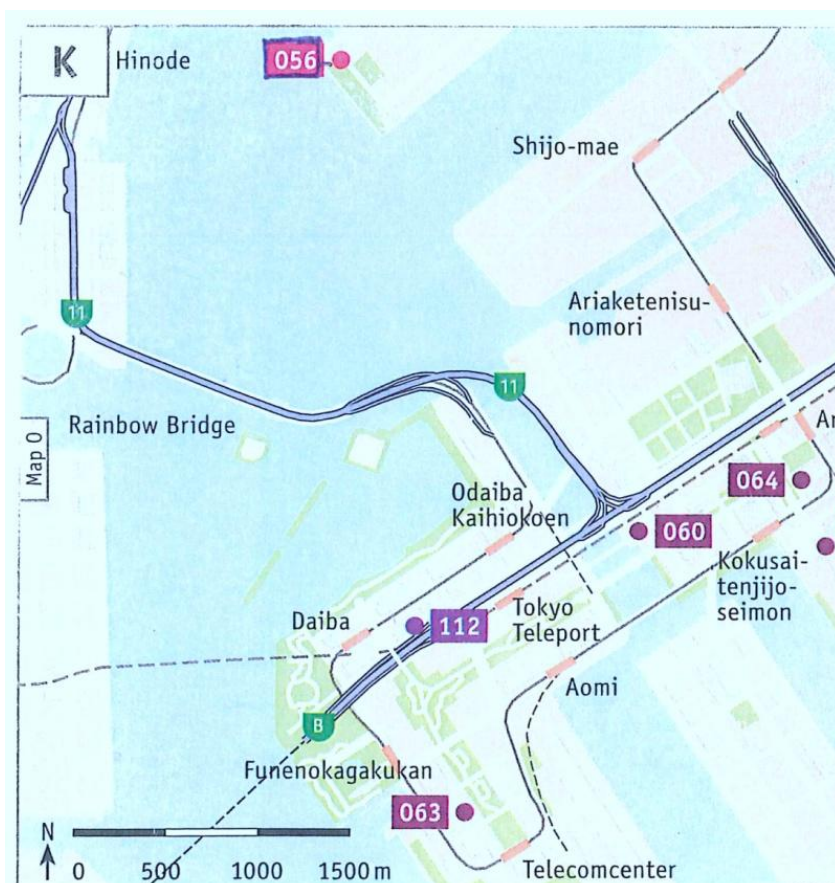 K
Hinode
056
Shijo-mae
Ariaketenisu-
nomori
11
11
Rainbow Bridge
Map O
Ar
064
Odaiba
Kaihiokoen
060
Kokusai-
tenjijo-
seimon
Daiba
112
Tokyo
Teleport
Aomi
B
Funenokagakukan
063
N
0 500 1000 1500 m
Telecomcenter